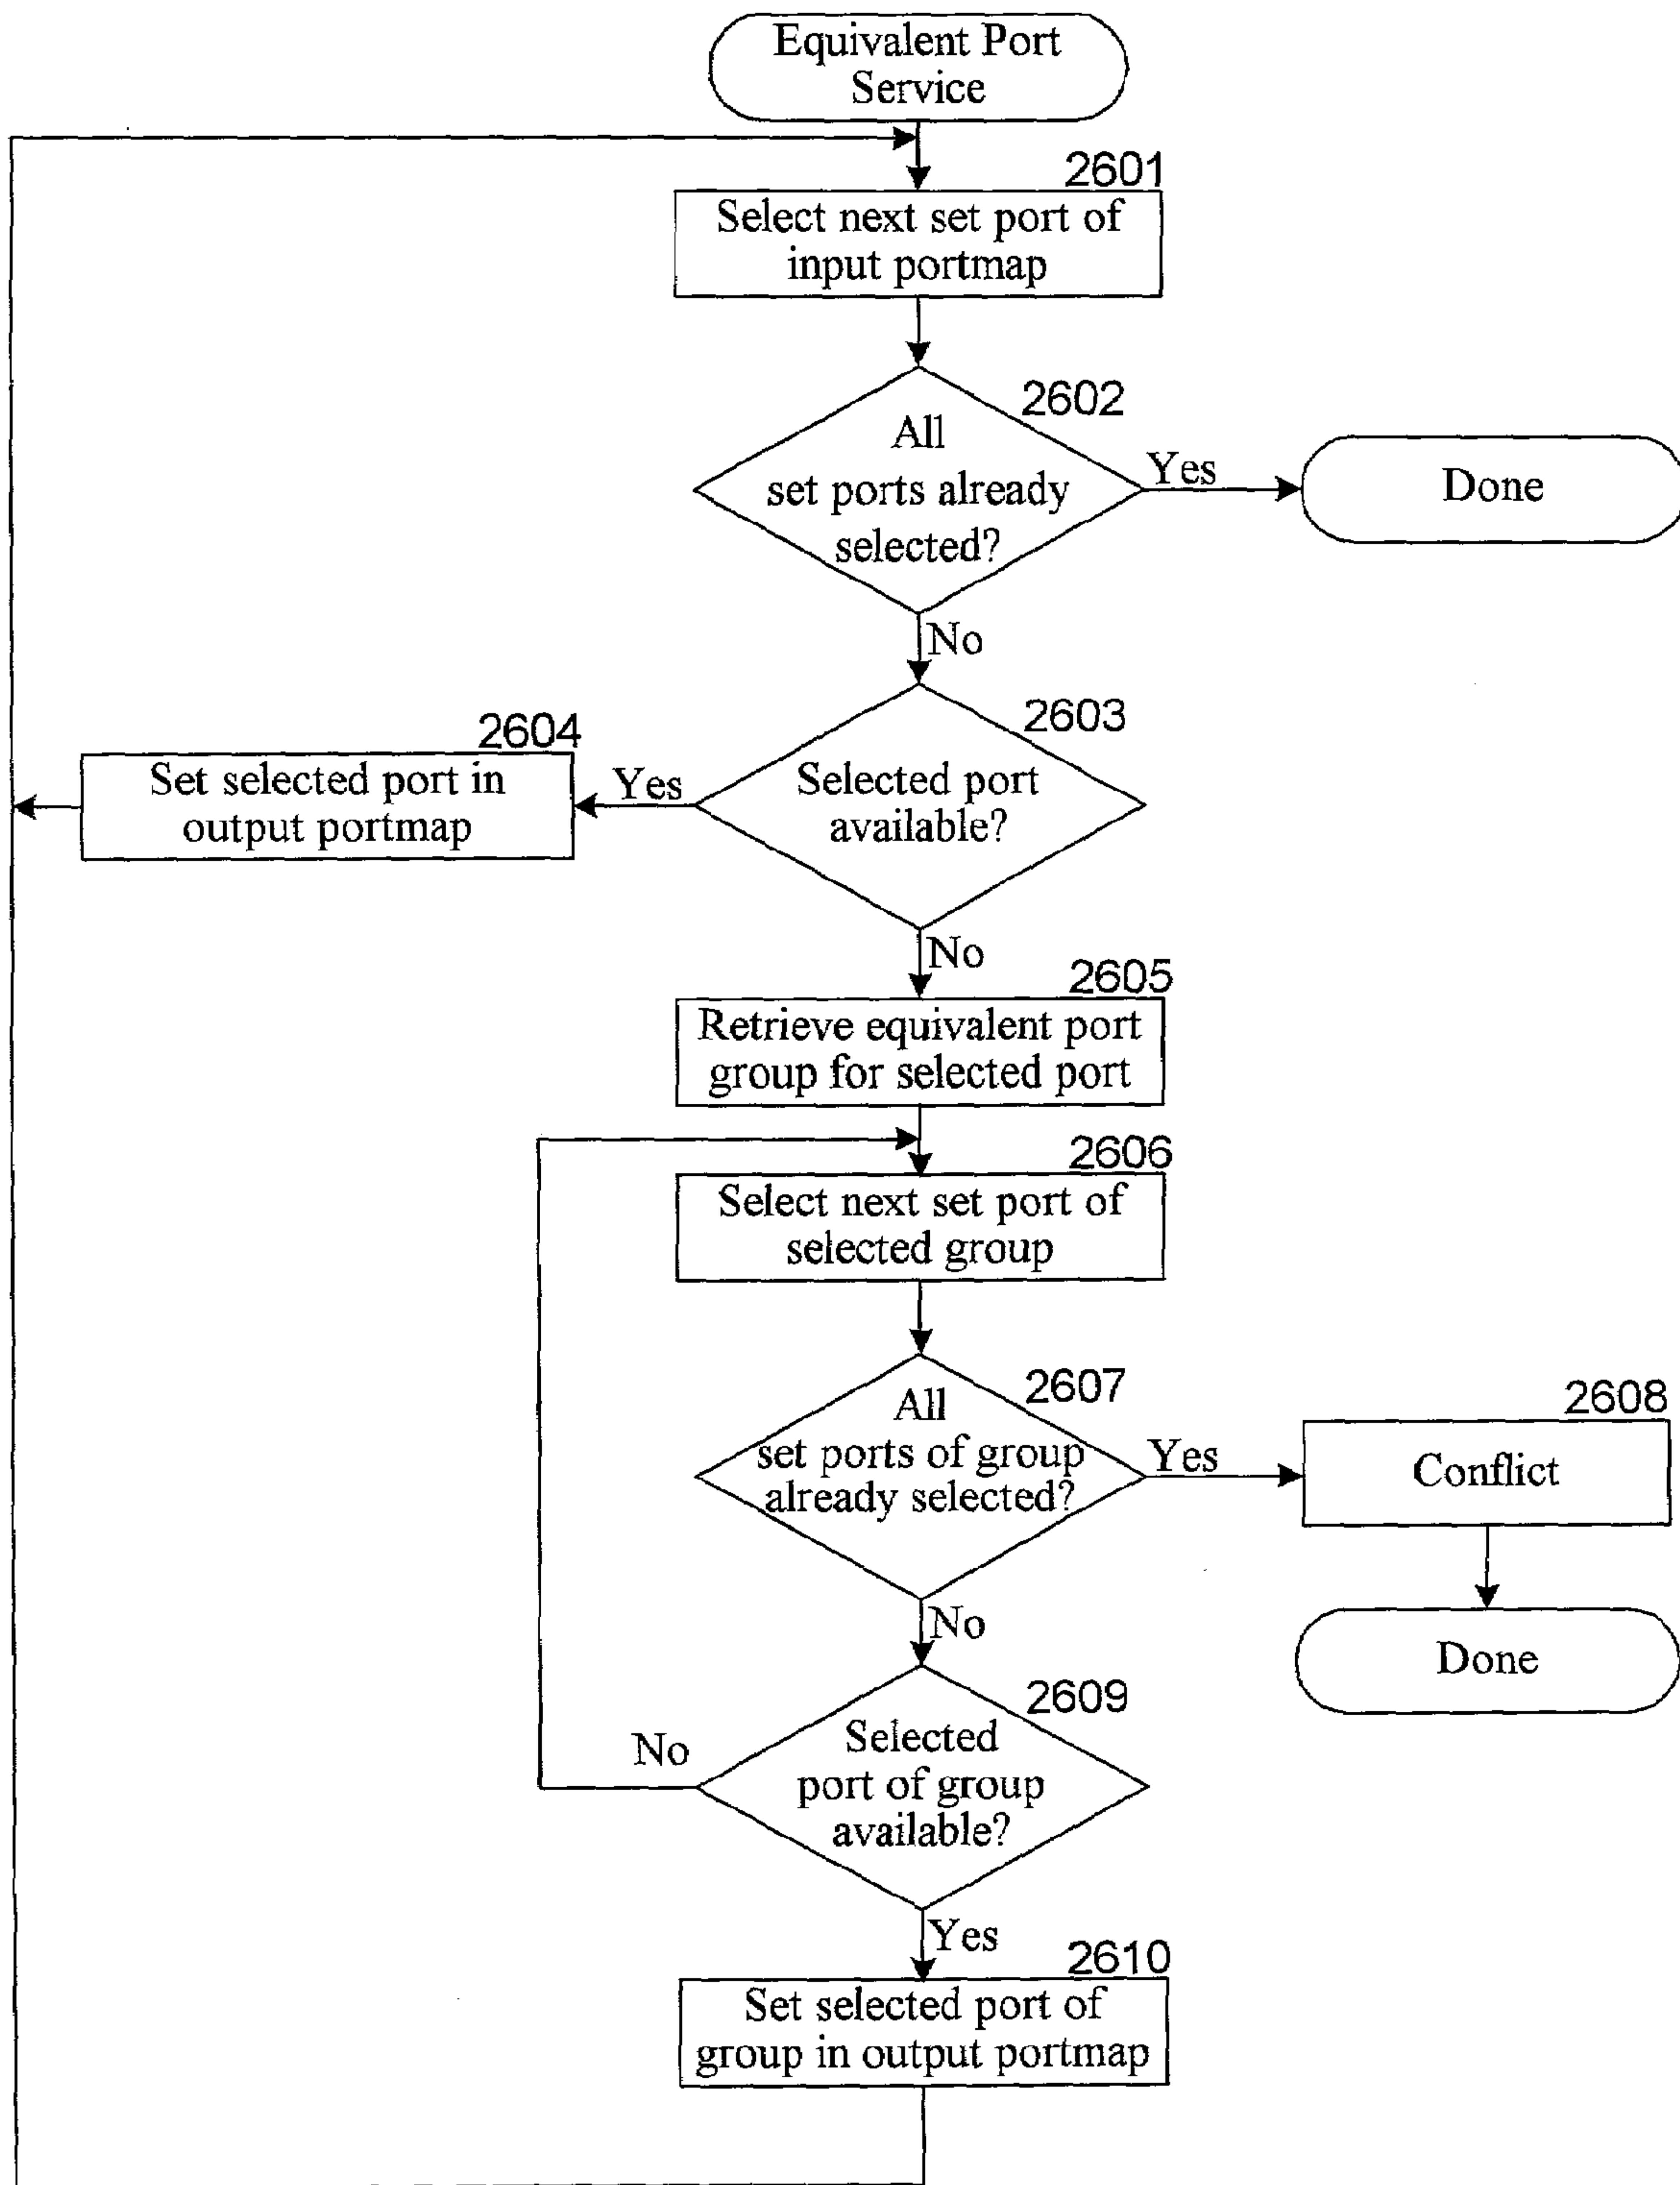 Equivalent Port
Service
2601
Select next set port of
input portmap
2602
All
set ports already
selected?
Yes
Done
No
2603
Selected port
available?
Yes
2604
Set selected port in
output portmap
No
2605
Retrieve equivalent port
group for selected port
2606
Select next set port of
selected group
2607
All
set ports of group
already selected?
Yes
2608
Conflict
Done
No
2609
Selected
port of group
available?
No
Yes
2610
Set selected port of
group in output portmap